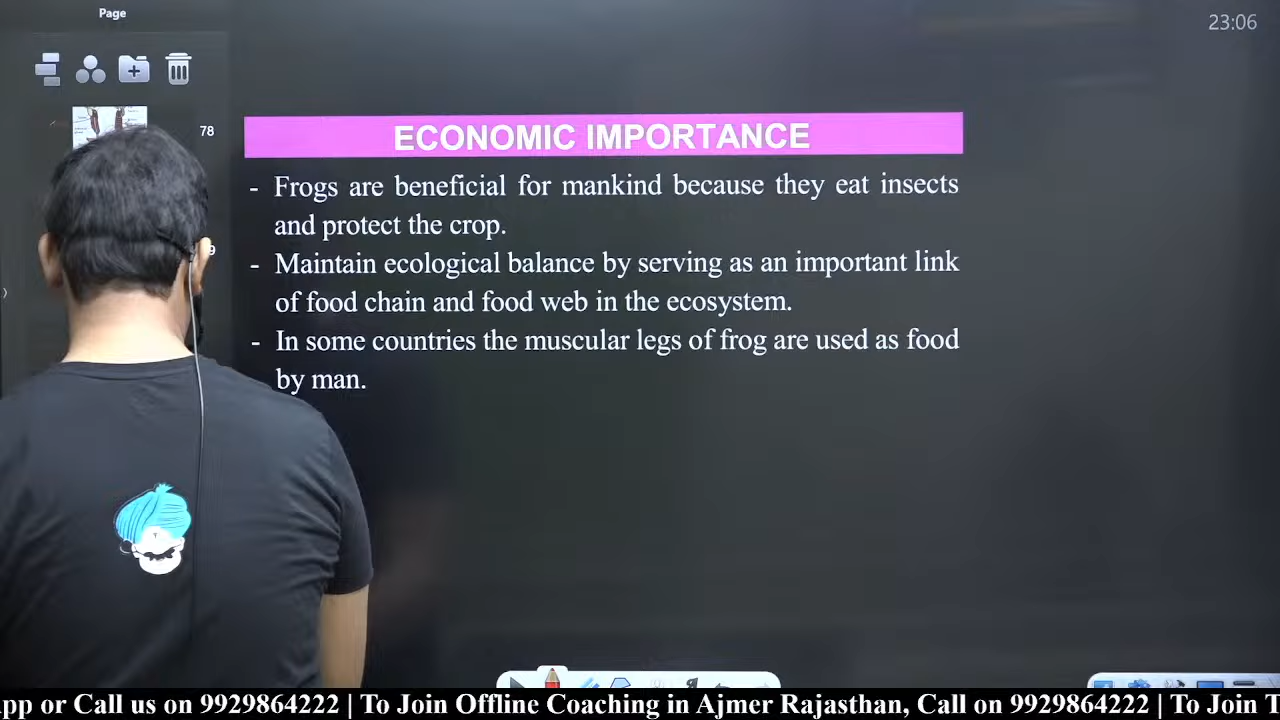 Page
23:06
78
9
ECONOMIC IMPORTANCE
- Frogs are beneficial for mankind because they eat insects
and protect the crop.
- Maintain ecological balance by serving as an important link
of food chain and food web in the ecosystem.
- In some countries the muscular legs of frog are used as food
by man.
pp or Call us on 9929864222 | To Join Offline Coaching in Ajmer Rajasthan, Call on 9929864222 | To Join T